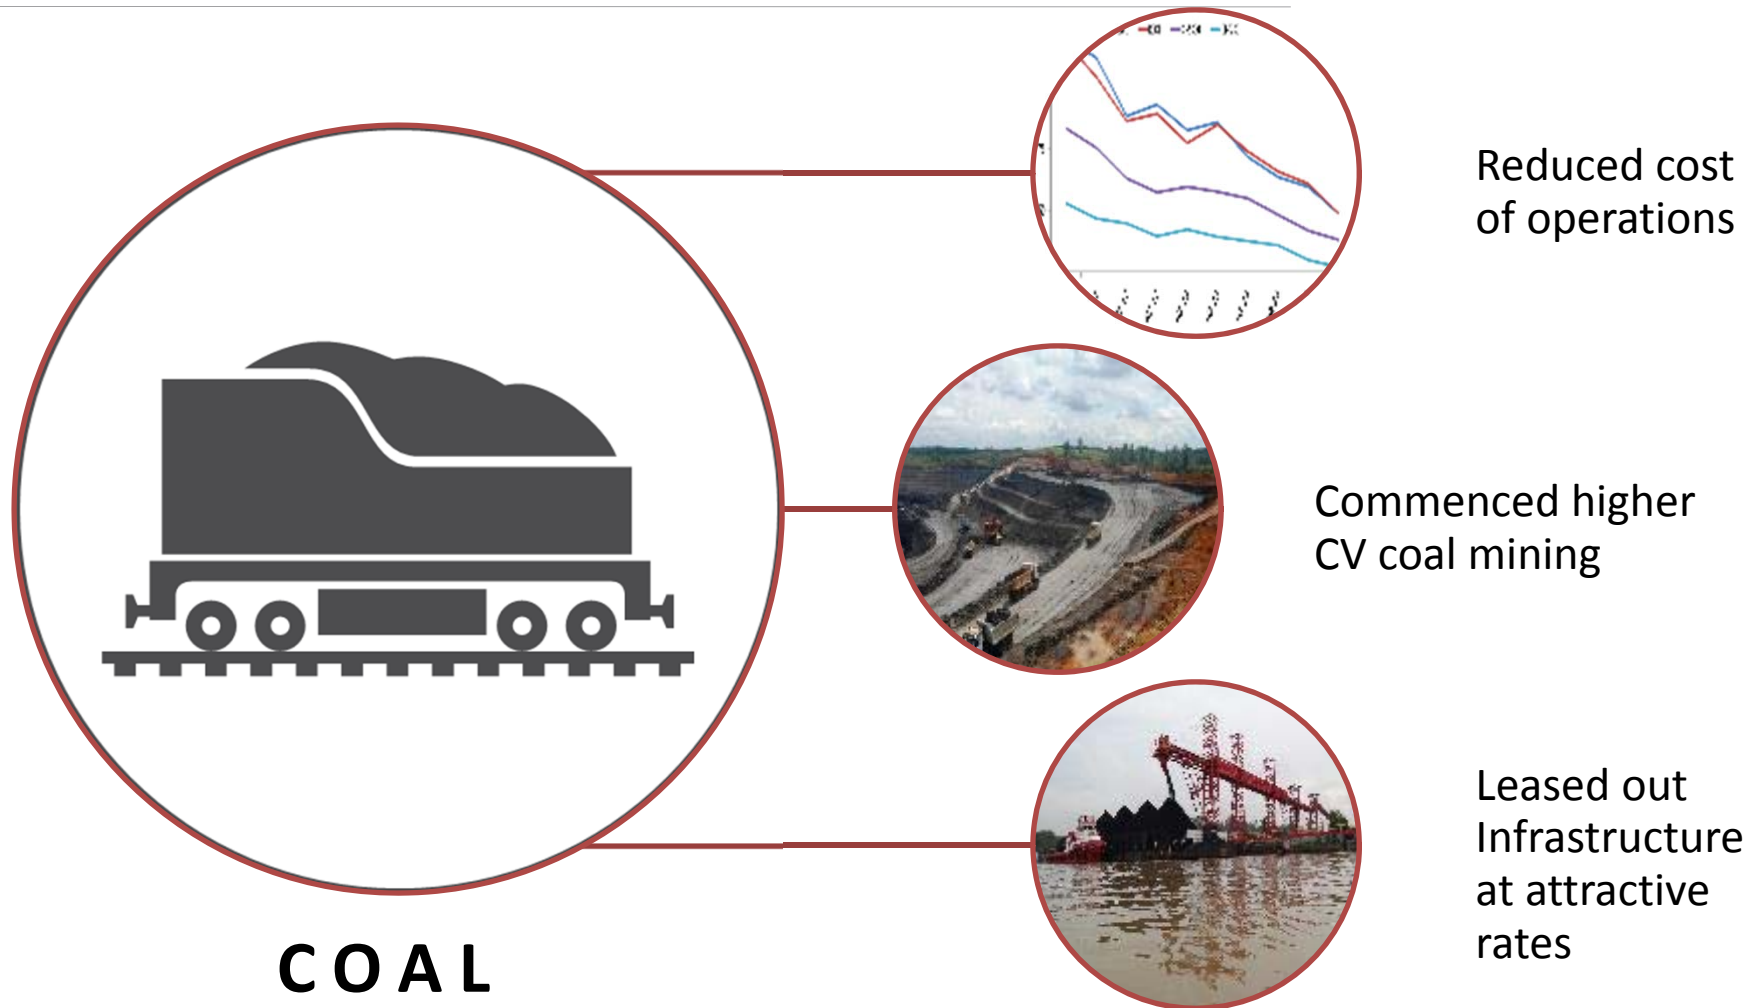 Reduced cost
of operations
Commenced higher
CV coal mining
Leased out
Infrastructure
at attractive
rates
COAL